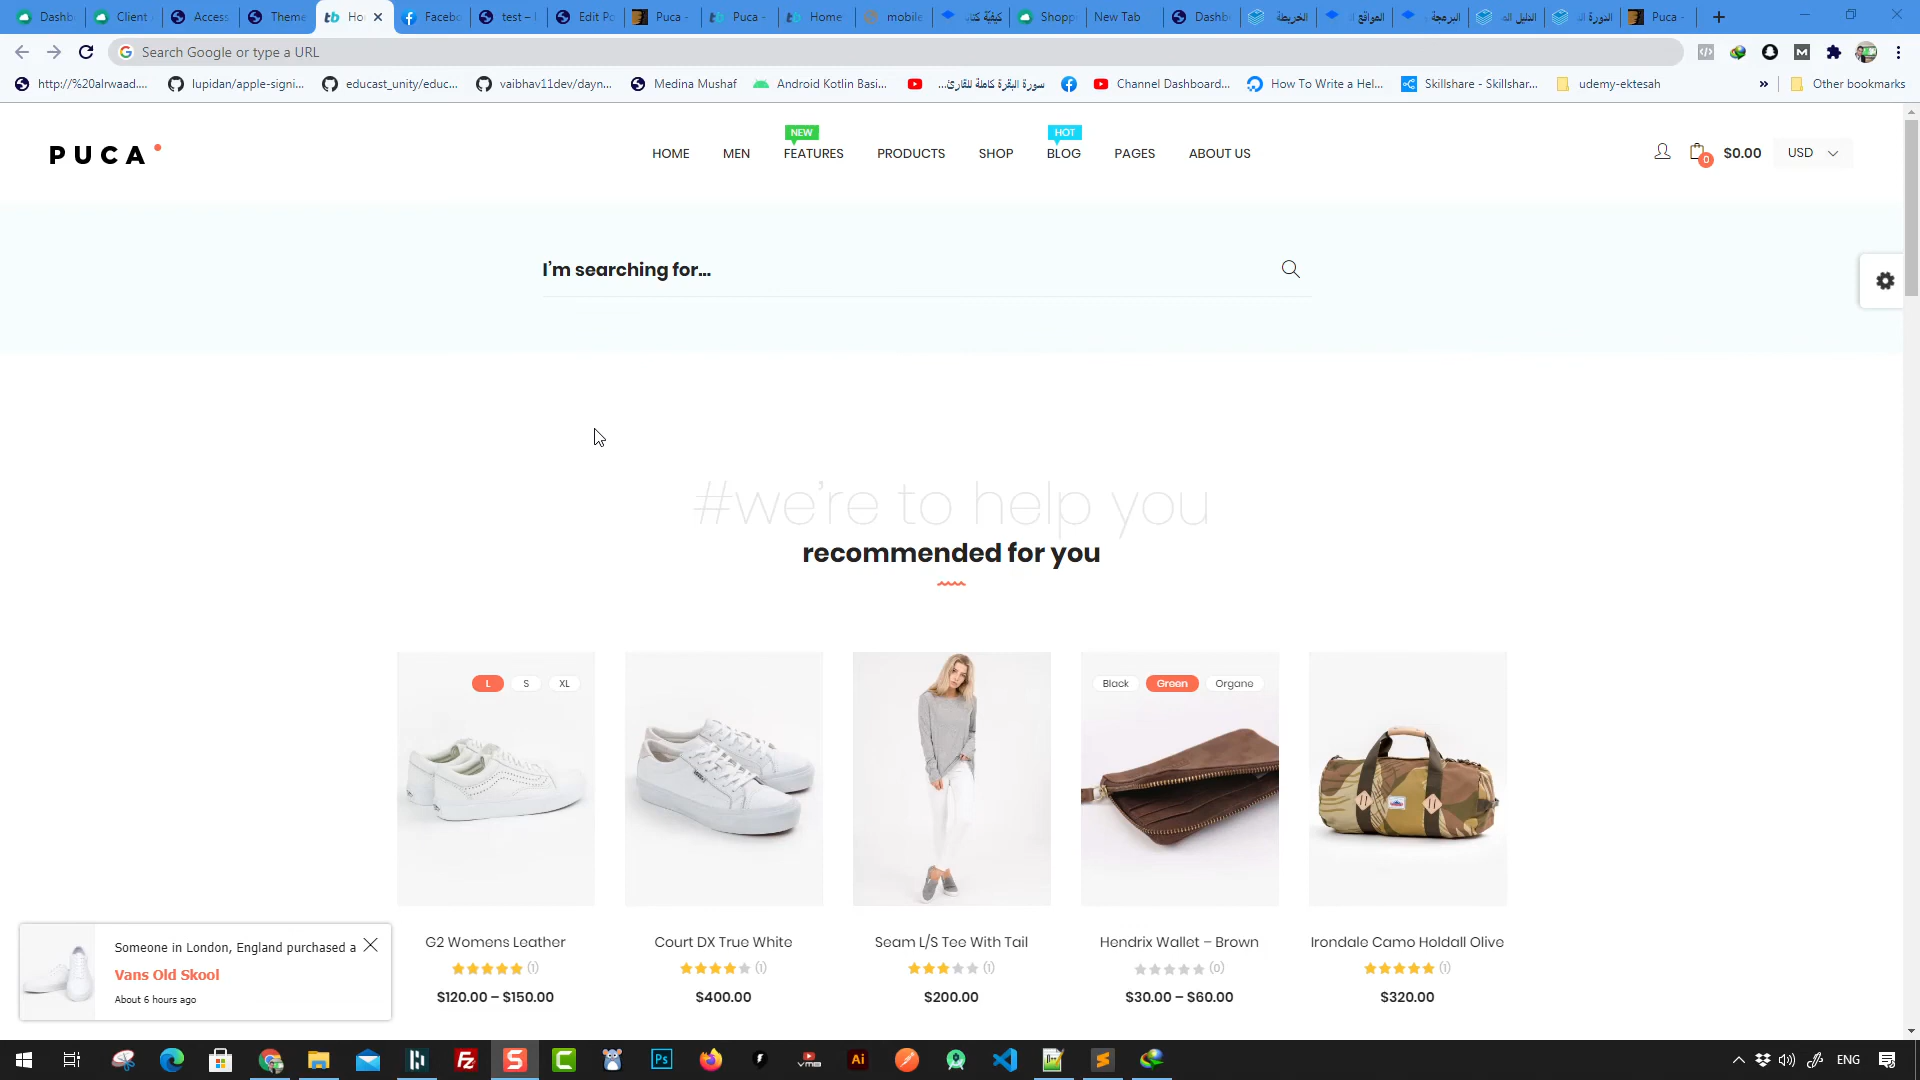 Dashb
Client
Access
Theme
Ho
Facebo
test –
Edit Po
Puca -
Puca -
Home
mobile
كيفيّة كتاب
Shopp
New Tab
Dashb
الخريطة
المواقع ال
البرمجة
الدليل الم
الدورة ال
Puca -
Search Google or type a URL
http://%20alrwaad....
lupidan/apple-signi...
educast_unity/educ...
vaibhav11dev/dayn...
Medina Mushaf
Android Kotlin Basi...
سورة البقرة كاملة للقارئ...
Channel Dashboard...
How To Write a Hel...
Skillshare - Skillshar...
udemy-ektesah
»
Other bookmarks
PUCA
HOME
MEN
NEW
FEATURES
PRODUCTS
SHOP
HOT
BLOG
PAGES
ABOUT US
0
$0.00
USD
I'm searching for...
#we're to help you
recommended for you
L
S
XL
Black
Green
Organe
G2 Womens Leather
(1)
$120.00 – $150.00
Court DX True White
(1)
$400.00
Seam L/S Tee With Tail
(1)
$200.00
Hendrix Wallet – Brown
(0)
$30.00 – $60.00
Irondale Camo Holdall Olive
(1)
$320.00
Someone in London, England purchased a
Vans Old Skool
About 6 hours ago
ENG